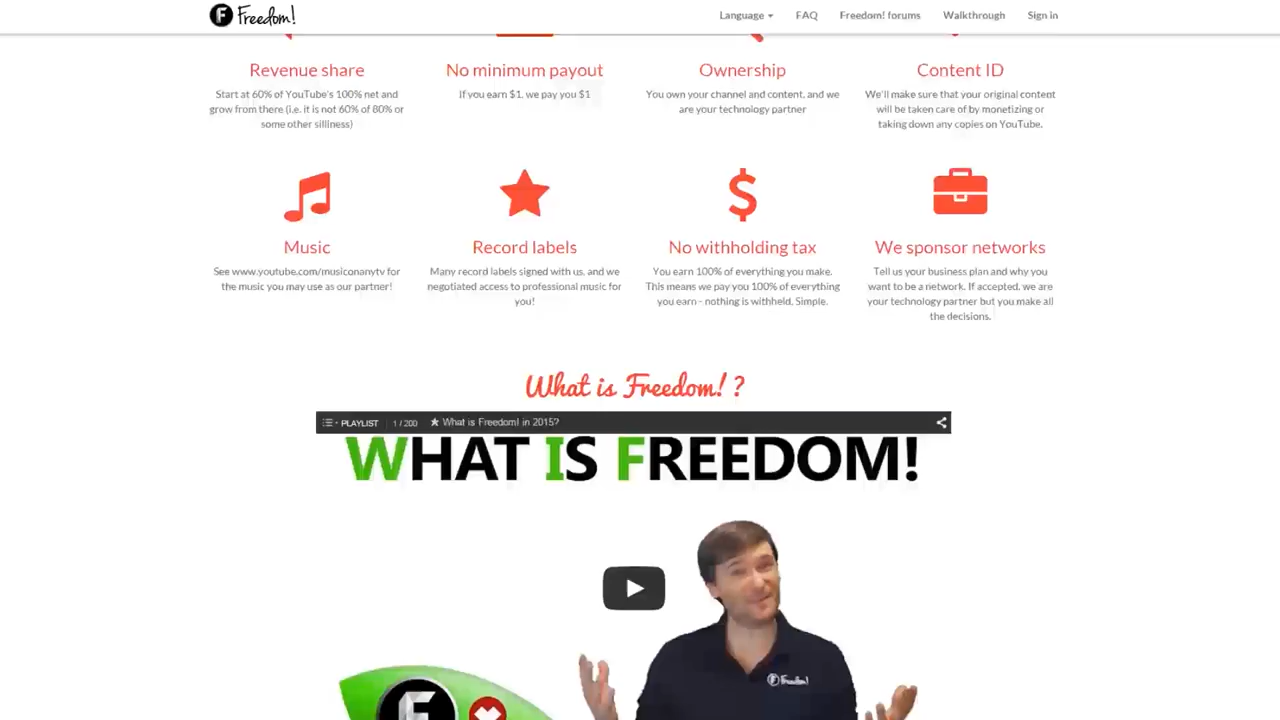 Freedom!
Language FAQ Freedom! forums Walkthrough Sign in
Revenue share
Start at 60% of YouTube's 100% net and
grow from there (i.e. it is not 60% of 80% or
some other silliness)
No minimum payout
If you earn $1, we pay you $1
Ownership
You own your channel and content, and we
are your technology partner
Content ID
We'll make sure that your original content
will be taken care of by monetizing or
taking down any copies on YouTube.
Music
See www.youtube.com/musiconanytv for
the music you may use as our partner!
Record labels
Many record labels signed with us, and we
negotiated access to professional music for
you!
No withholding tax
You earn 100% of everything you make.
This means we pay you 100% of everything
you earn - nothing is withheld. Simple.
We sponsor networks
Tell us your business plan and why you
want to be a network. If accepted, we are
your technology partner but you make all
the decisions.
What is Freedom! ?
PLAYLIST 1 / 200 What is Freedom! in 2015?
WHAT IS FREEDOM!
Freedom!
F